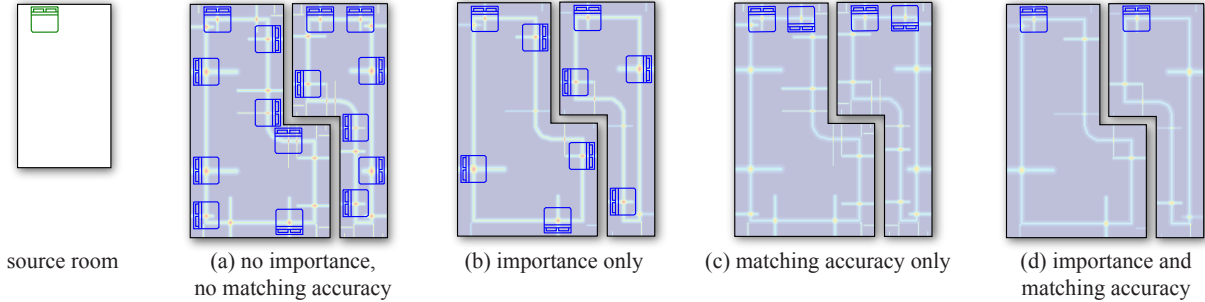 source room
(a) no importance,
no matching accuracy
(b) importance only
(c) matching accuracy only
(d) importance and
matching accuracy